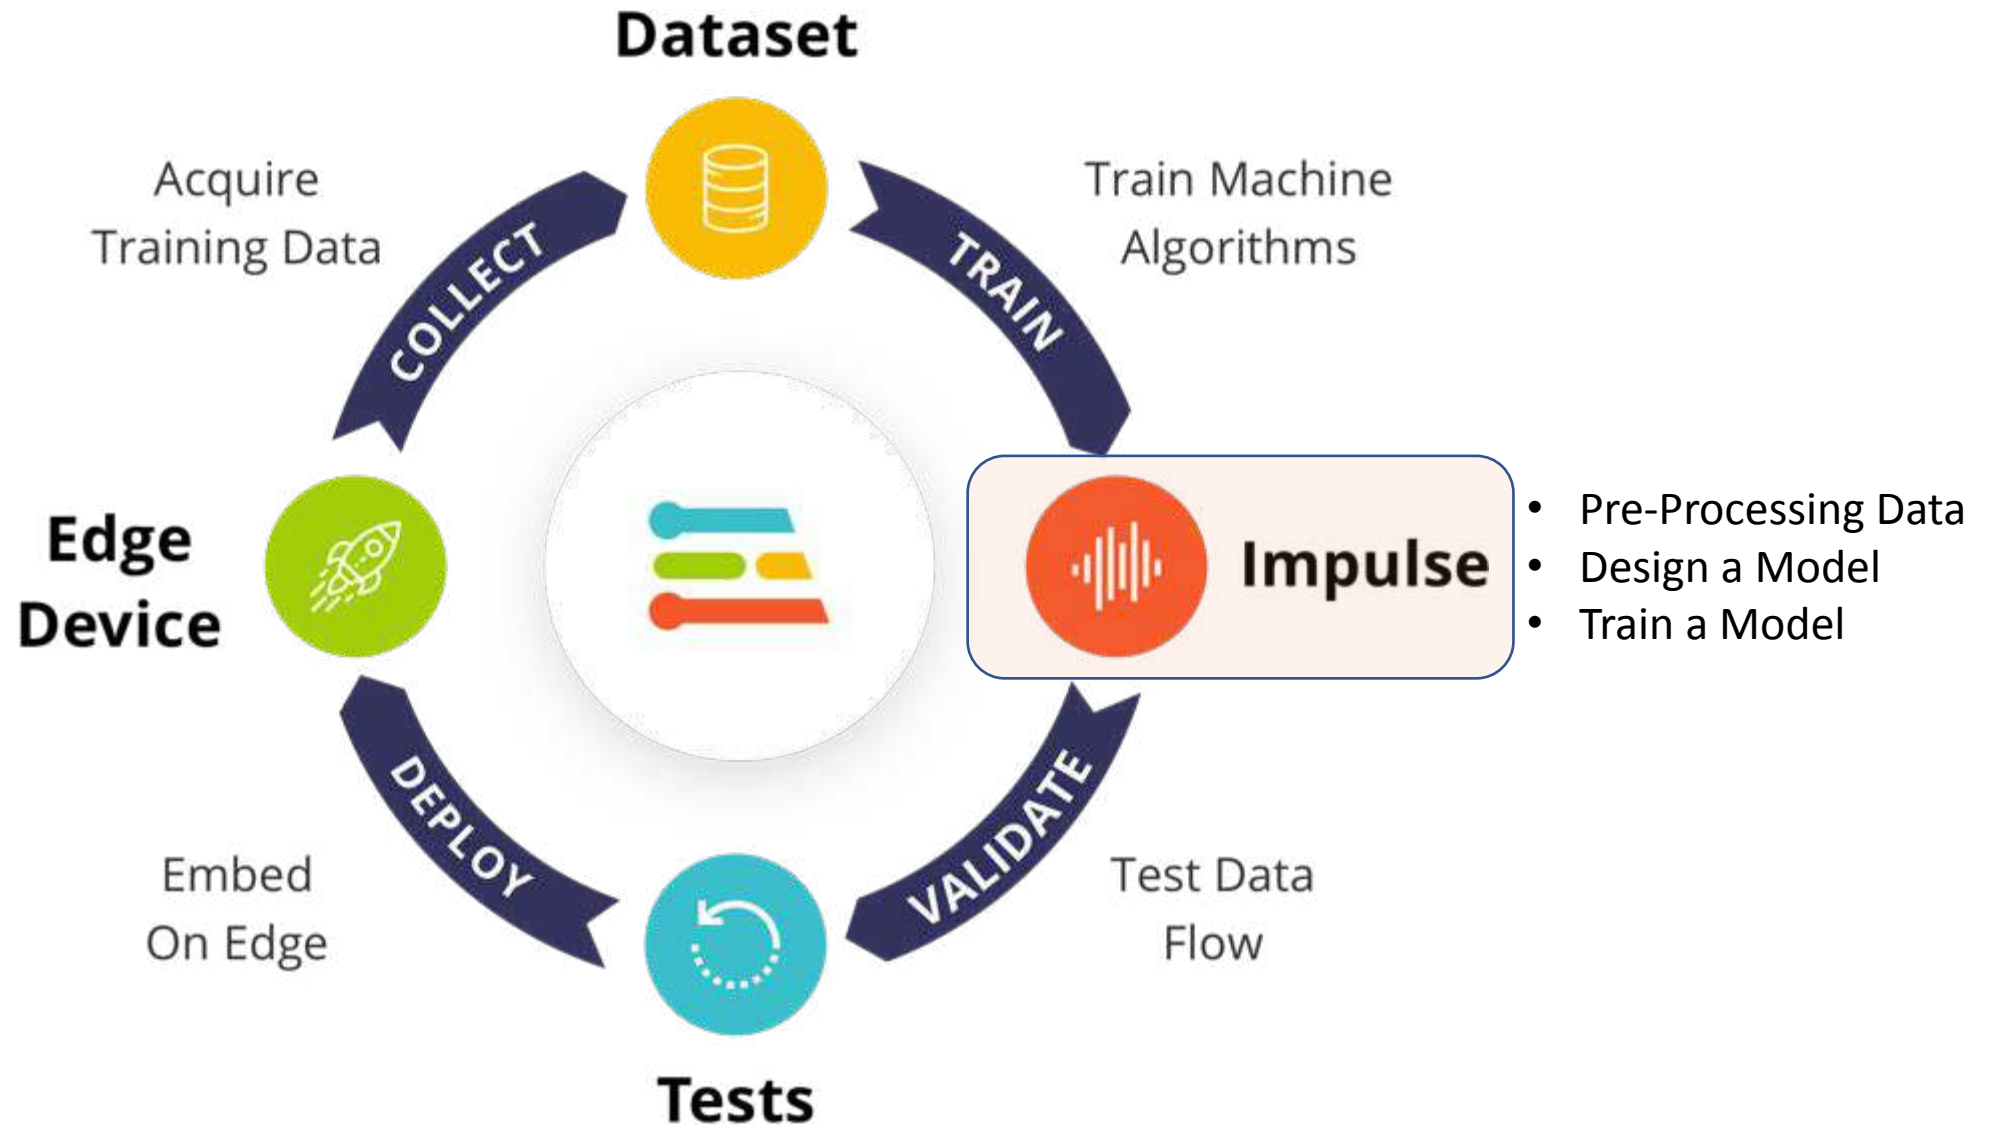 Dataset
Acquire
Training Data
COLLECT
TRAIN
Train Machine
Algorithms
Edge
Device
Impulse
• Pre-Processing Data
• Design a Model
• Train a Model
DEPLOY
VALIDATE
Embed
On Edge
Test Data
Flow
Tests